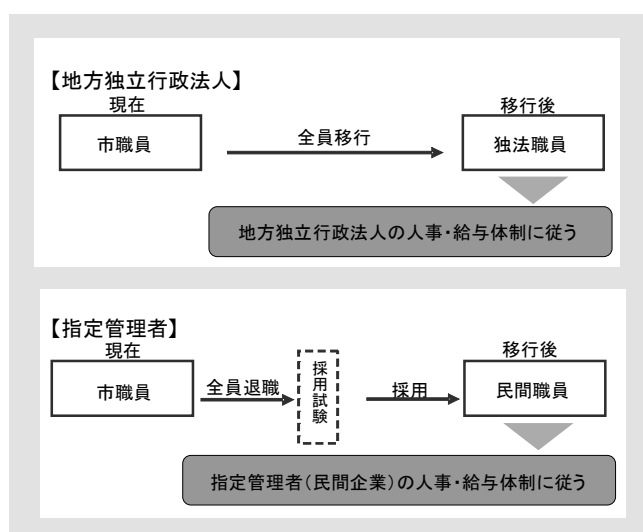 【地方独立行政法人】
現在
移行後
市職員
全員移行
独法職員
地方独立行政法人の人事・給与体制に従う
【指定管理者】
現在
移行後
市職員
全員退職
採用試験
採用
民間職員
指定管理者(民間企業)の人事・給与体制に従う